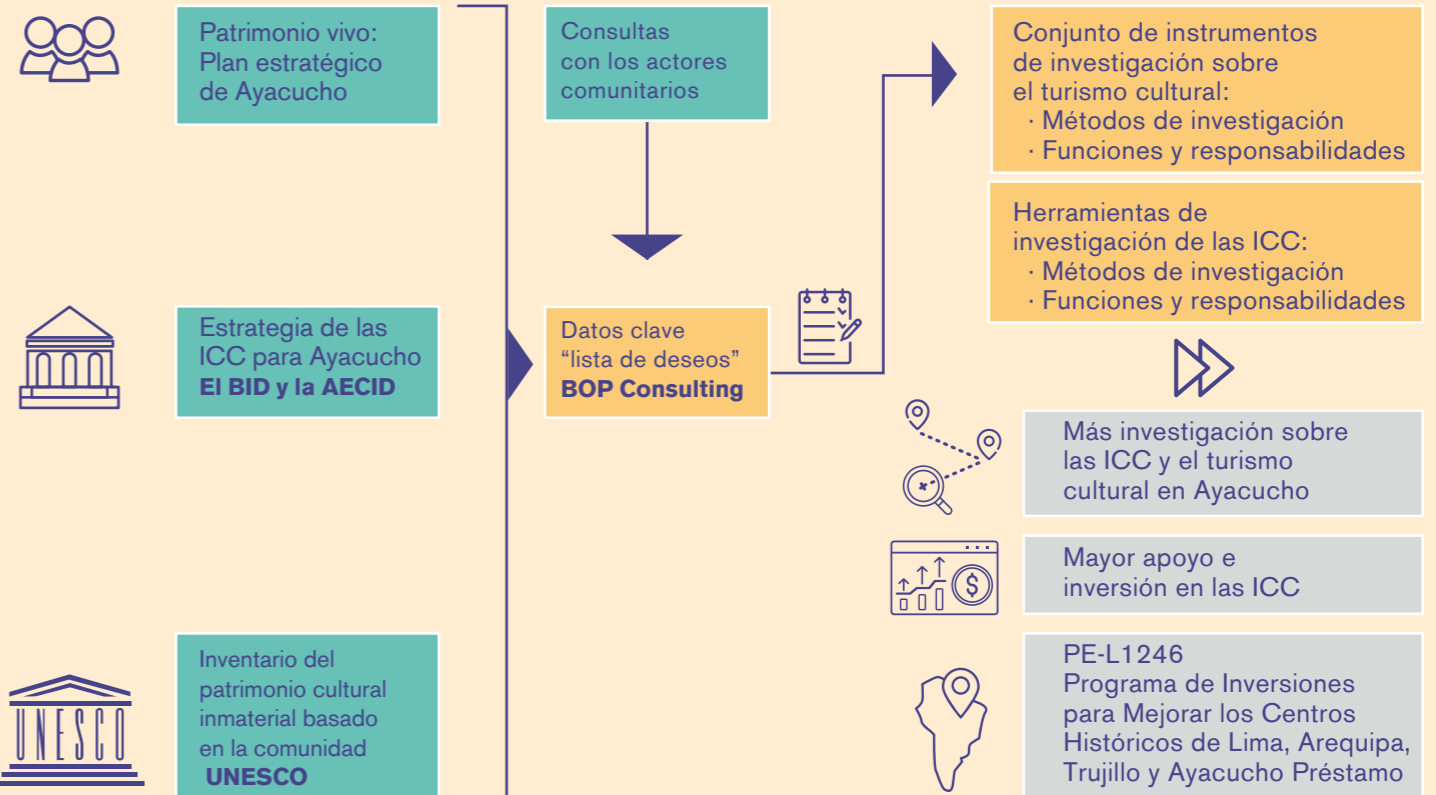 Patrimonio vivo:
Plan estratégico
de Ayacucho
Estrategia de las
ICC para Ayacucho
El BID y la AECID
UNESCO
Inventario del
patrimonio cultural
inmaterial basado
en la comunidad
UNESCO
Consultas
con los actores
comunitarios
Datos clave
“lista de deseos”
BOP Consulting
Conjunto de instrumentos
de investigación sobre
el turismo cultural:
· Métodos de investigación
· Funciones y responsabilidades
Herramientas de
investigación de las ICC:
· Métodos de investigación
· Funciones y responsabilidades
Más investigación sobre
las ICC y el turismo
cultural en Ayacucho
$
Mayor apoyo e
inversión en las ICC
PE-L1246
Programa de Inversiones
para Mejorar los Centros
Históricos de Lima, Arequipa,
Trujillo y Ayacucho Préstamo